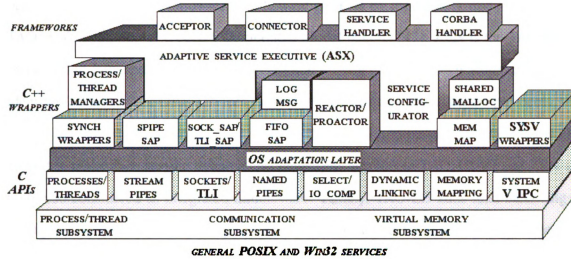 FRAMEWORKS
ACCEPTOR
CONNECTOR
SERVICE
HANDLER
CORBA
HANDLER
ADAPTIVE SERVICE EXECUTIVE (ASX)
C++
WRAPPERS
PROCESS/
THREAD
MANAGERS
LOG
MSG
REACTOR/
PROACTOR
SERVICE
CONFIG-
URATOR
SHARED
MALLOC
SYNCH
WRAPPERS
SPIPE
SAP
SOCK_SAP/
TLI_SAP
FIFO
SAP
MEM
MAP
SYSV
WRAPPERS
OS ADAPTATION LAYER
C
APIS
PROCESSES/
THREADS
STREAM
PIPES
SOCKETS/
TLI
NAMED
PIPES
SELECT/
IO COMP
DYNAMIC
LINKING
MEMORY
MAPPING
SYSTEM
V IPC
PROCESS/THREAD
SUBSYSTEM
COMMUNICATION
SUBSYSTEM
VIRTUAL MEMORY
SUBSYSTEM
GENERAL POSIX AND WIN32 SERVICES